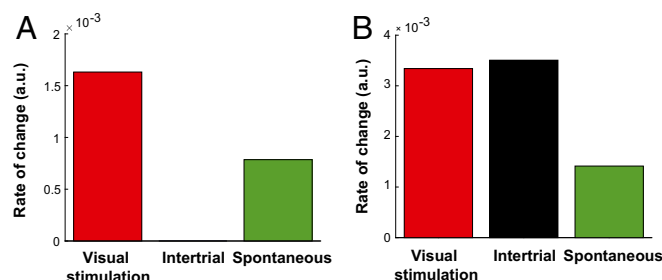 A
× 10⁻³
2
1.5
1
0.5
0
Rate of change (a.u.)
Visual
stimulation
Intertrial
Spontaneous
B
× 10⁻³
4
3
2
1
0
Rate of change (a.u.)
Visual
stimulation
Intertrial
Spontaneous